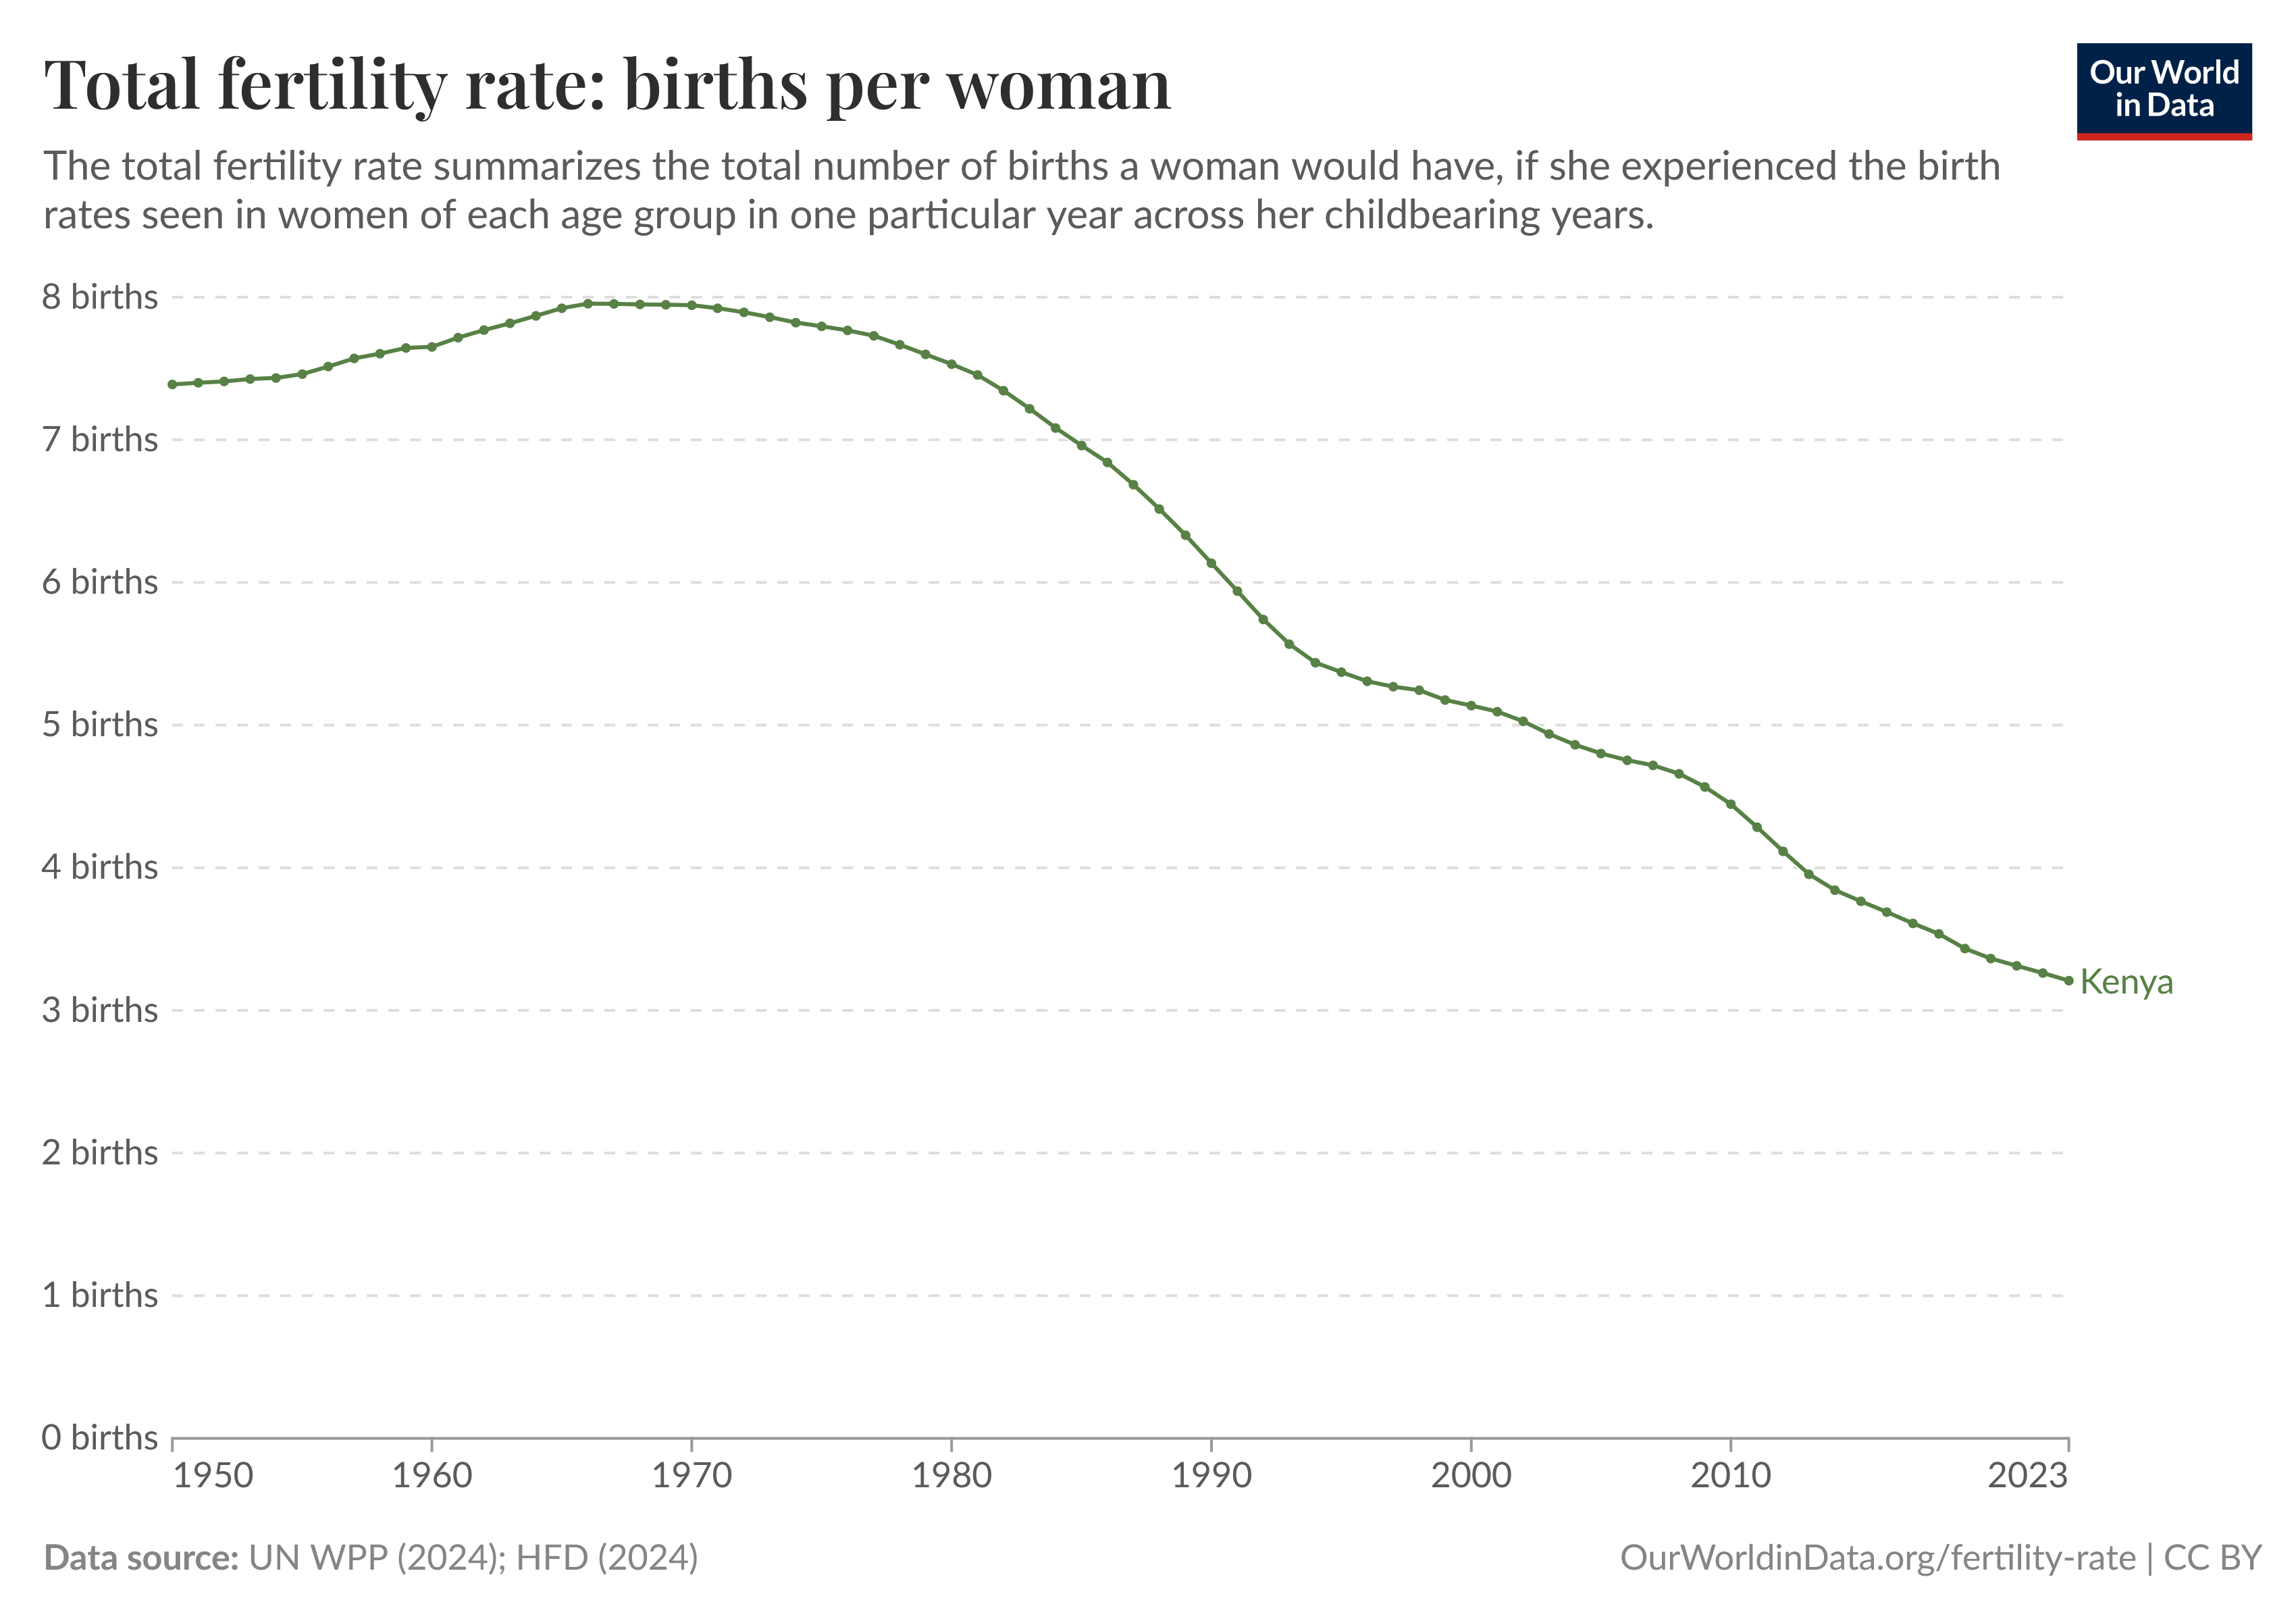 Total fertility rate: births per woman
Our World
in Data
The total fertility rate summarizes the total number of births a woman would have, if she experienced the birth
rates seen in women of each age group in one particular year across her childbearing years.
8 births
7 births
6 births
5 births
4 births
Kenya
3 births
2 births
1 births
0 births
1950 1960 1970 1980 1990 2000 2010 2023
Data source: UN WPP (2024); HFD (2024)
OurWorldinData.org/fertility-rate | CC BY